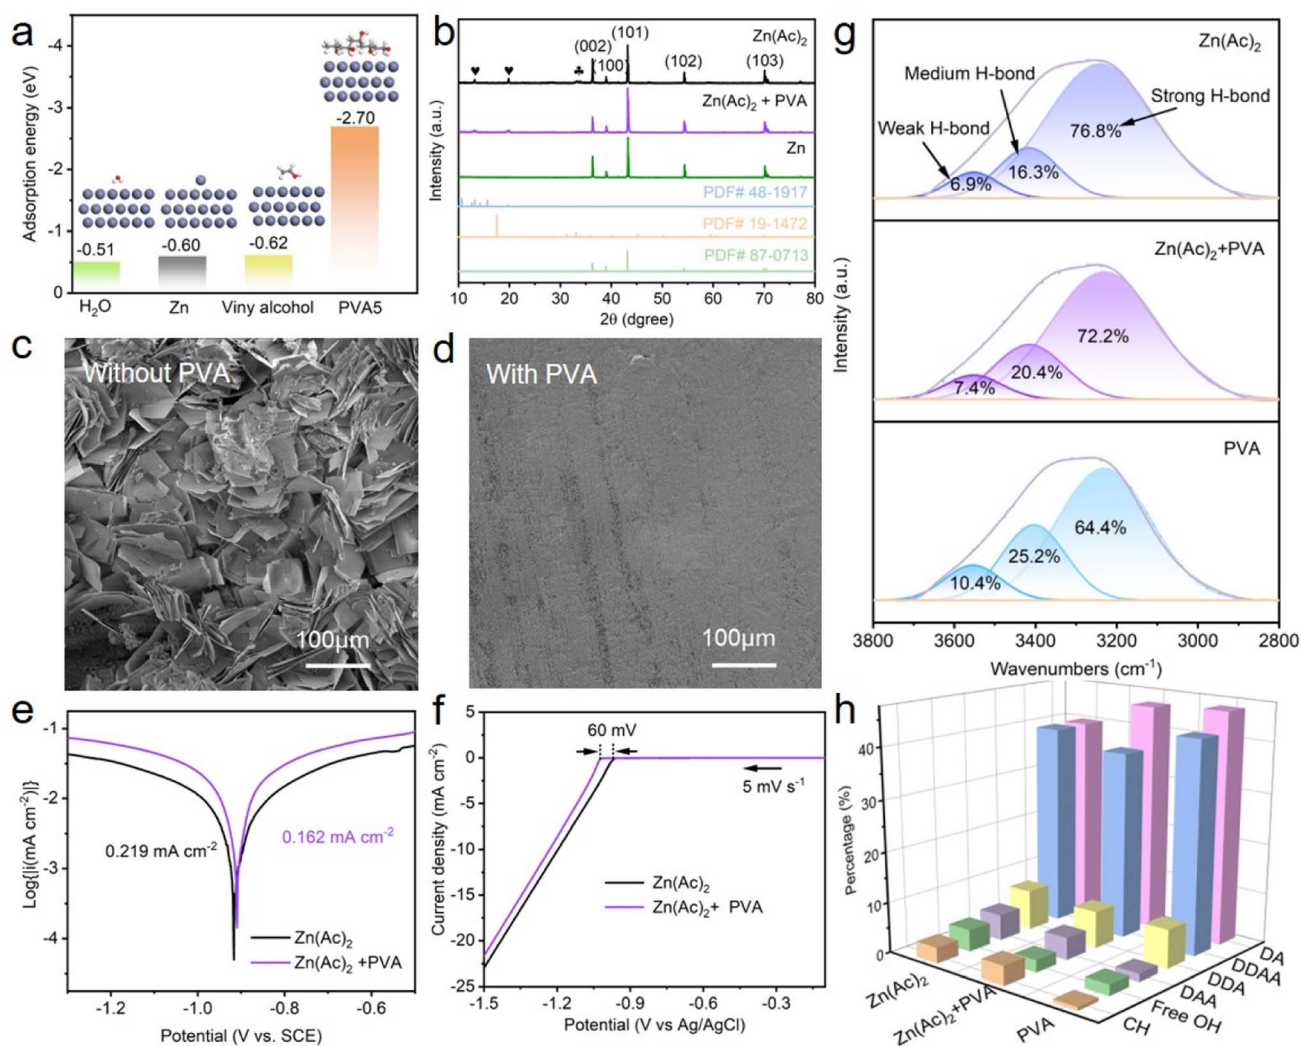 a
Adsorption energy (eV)
-4
-3
-2
-1
0
-0.51
-0.60
-0.62
-2.70
H₂O
Zn
Viny alcohol
PVA5
b
Intensity (a.u.)
Zn(Ac)₂
(002)
(100)
(101)
(102)
(103)
♥
♥
♣
Zn(Ac)₂ + PVA
Zn
PDF# 48-1917
PDF# 19-1472
PDF# 87-0713
10 20 30 40 50 60 70 80
2θ (dgree)
c
Without PVA
100μm
d
With PVA
100μm
e
Log{|i(mA cm⁻²)|}
-1
-2
-3
-4
0.219 mA cm⁻²
0.162 mA cm⁻²
Zn(Ac)₂
Zn(Ac)₂ +PVA
-1.2 -1.0 -0.8 -0.6
Potential (V vs. SCE)
f
Current density (mA cm⁻²)
5
0
-5
-10
-15
-20
-25
60 mV
5 mV s⁻¹
Zn(Ac)₂
Zn(Ac)₂+ PVA
-1.5 -1.2 -0.9 -0.6 -0.3
Potential (V vs Ag/AgCl)
g
Intensity (a.u.)
Zn(Ac)₂
Medium H-bond
Strong H-bond
Weak H-bond
76.8%
16.3%
6.9%
Zn(Ac)₂+PVA
72.2%
20.4%
7.4%
PVA
64.4%
25.2%
10.4%
3800 3600 3400 3200 3000 2800
Wavenumbers (cm⁻¹)
h
Percentage (%)
40
30
20
10
0
Zn(Ac)₂
Zn(Ac)₂+PVA
PVA
CH
Free OH
DAA
DDA
DDAA
DA